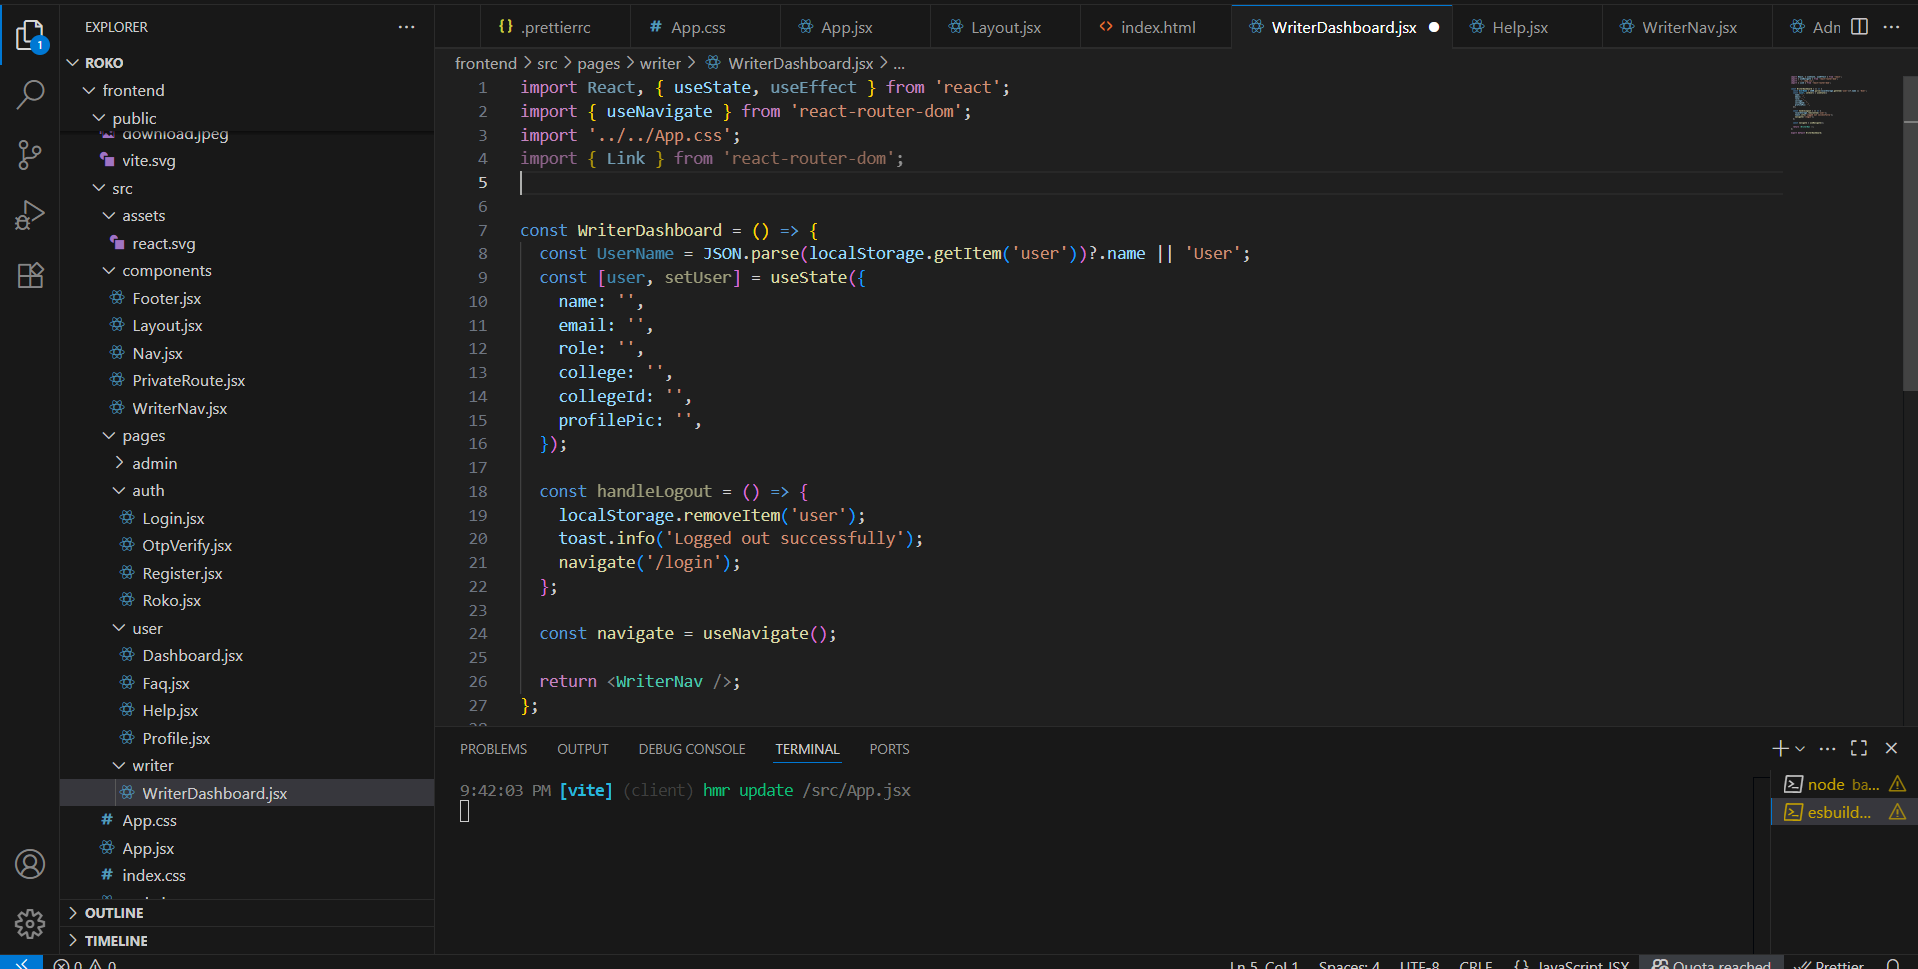 EXPLORER
ROKO
frontend
public
download.jpeg
vite.svg
src
assets
react.svg
components
Footer.jsx
Layout.jsx
Nav.jsx
PrivateRoute.jsx
WriterNav.jsx
pages
admin
auth
Login.jsx
OtpVerify.jsx
Register.jsx
Roko.jsx
user
Dashboard.jsx
Faq.jsx
Help.jsx
Profile.jsx
writer
WriterDashboard.jsx
App.css
App.jsx
index.css
OUTLINE
TIMELINE
1
{} .prettierrc
# App.css
App.jsx
Layout.jsx
<> index.html
WriterDashboard.jsx
Help.jsx
WriterNav.jsx
Adn
frontend > src > pages > writer > WriterDashboard.jsx > ...
1 import React, { useState, useEffect } from 'react';
2 import { useNavigate } from 'react-router-dom';
3 import '../../App.css';
4 import { Link } from 'react-router-dom';
5
6
7 const WriterDashboard = () => {
8 const UserName = JSON.parse(localStorage.getItem('user'))?.name || 'User';
9 const [user, setUser] = useState({
10 name: '',
11 email: '',
12 role: '',
13 college: '',
14 collegeId: '',
15 profilePic: '',
16 });
17
18 const handleLogout = () => {
19 localStorage.removeItem('user');
20 toast.info('Logged out successfully');
21 navigate('/login');
22 };
23
24 const navigate = useNavigate();
25
26 return <WriterNav />;
27 };
28
PROBLEMS OUTPUT DEBUG CONSOLE TERMINAL PORTS
9:42:03 PM [vite] (client) hmr update /src/App.jsx
node ba...
esbuild...
0 0
Ln 5, Col 1 Spaces: 4 UTF-8 CRLF {} JavaScript JSX Quota reached Prettier